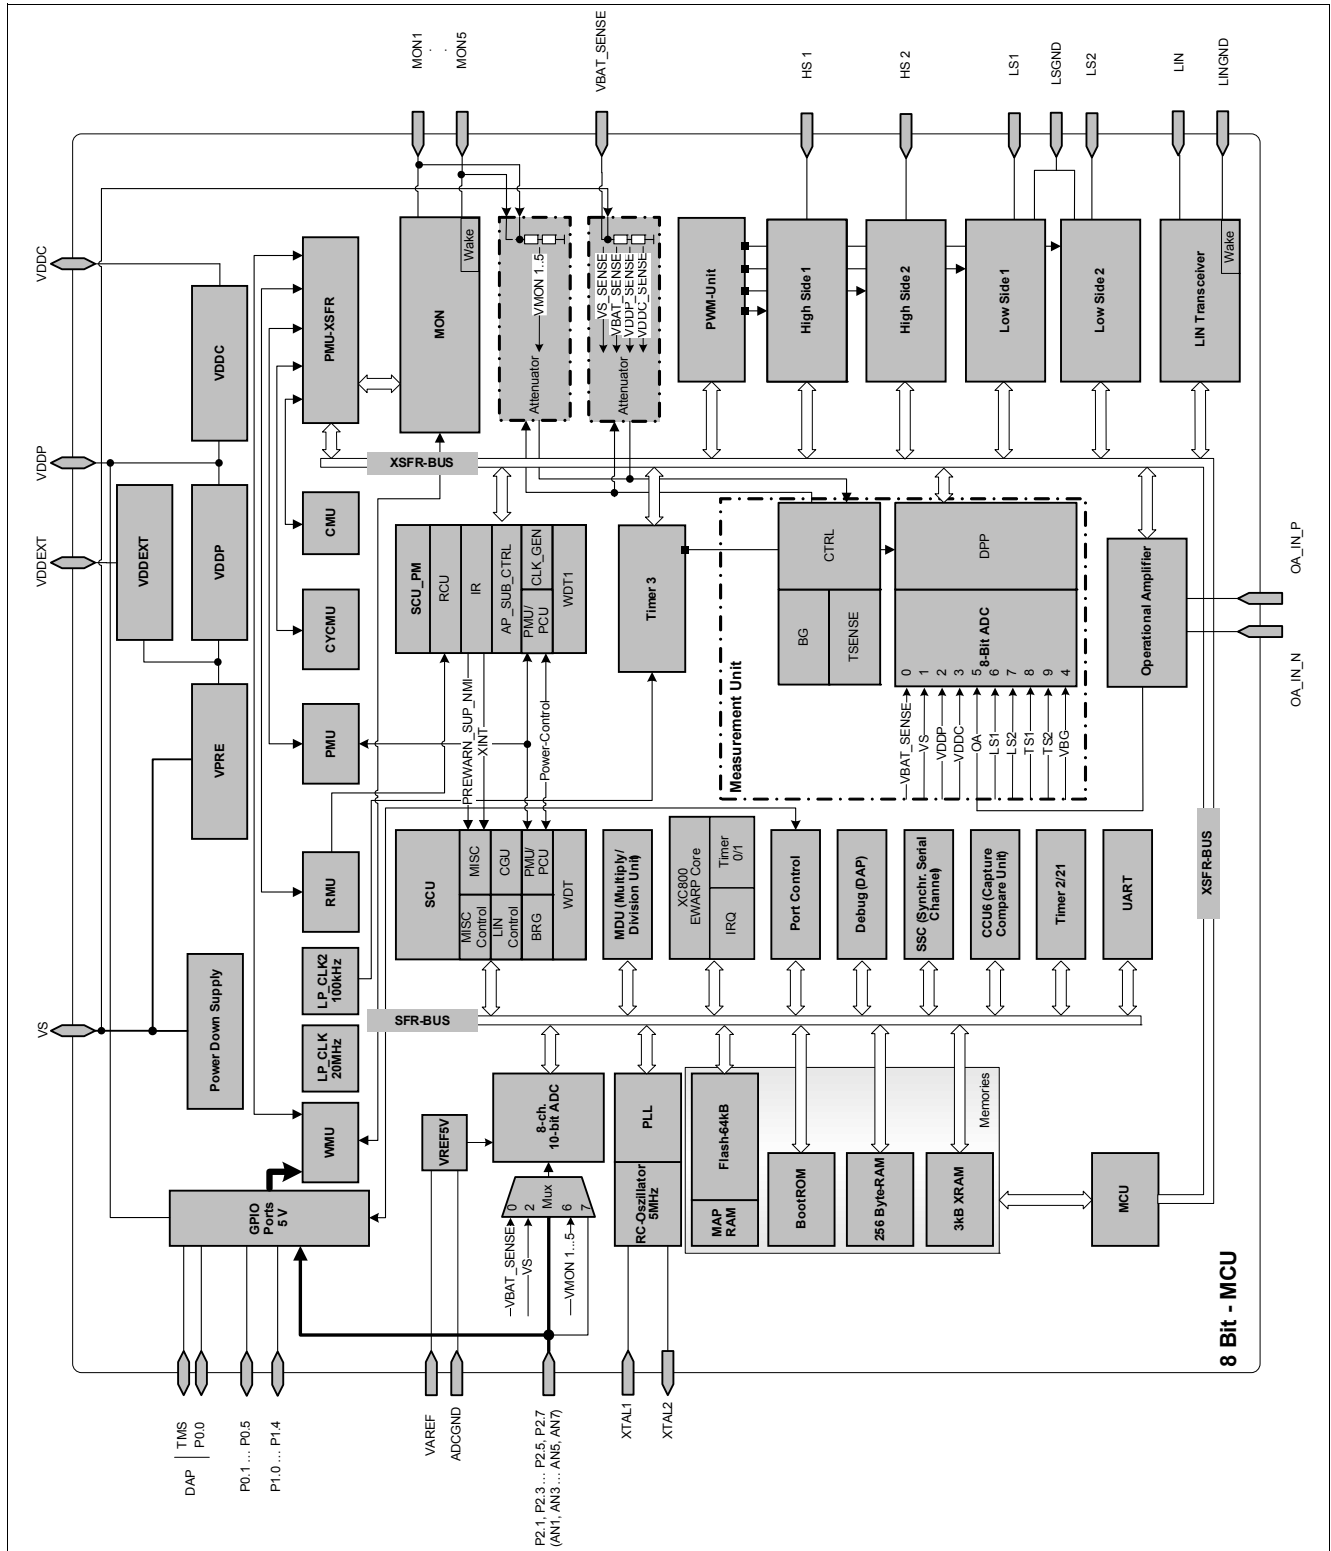 VS
VDDEXT
VDDP
VDDC
MON1
.
.
MON5
VBAT_SENSE
HS 1
HS 2
LS1
LSGND
LS2
LIN
LINGND
Power Down Supply
VPRE
VDDEXT
VDDP
VDDC
GPIO
Ports
5 V
WMU
LP_CLK
20MHz
LP_CLK2
100kHz
RMU
PMU
CYCMU
CMU
PMU-XSFR
MON
Wake
Attenuator
VMON 1..5
Attenuator
VS_SENSE
VBAT_SENSE
VDDP_SENSE
VDDC_SENSE
PWM-Unit
High Side 1
High Side 2
Low Side 1
Low Side 2
LIN Transceiver
Wake
XSFR-BUS
SFR-BUS
XSFR-BUS
SCU_PM
RCU
IR
AP_SUB_CTRL
PMU/
PCU
CLK_GEN
WDT1
PREWARN_SUP_NMI
XINT
Power-Control
SCU
MISC
Control
MISC
LIN
Control
CGU
BRG
PMU/
PCU
WDT
Timer 3
Measurement Unit
BG
TSENSE
CTRL
8-Bit ADC
DPP
VBAT_SENSE
0
VS
1
VDDP
2
VDDC
3
OA
5
LS1
6
LS2
7
TS1
8
TS2
9
VBG
4
Operational Amplifier
OA_IN_N
OA_IN_P
MDU (Multiply/
Division Unit)
XC800
EWARP Core
IRQ
Timer
0/1
Port Control
Debug (DAP)
SSC (Synchr. Serial
Channel)
CCU6 (Capture
Compare Unit)
Timer 2/21
UART
VREF5V
8-ch.
10-bit ADC
Mux
0
2
6
7
VBAT_SENSE
VS
VMON 1...5
PLL
RC-Oszillator
5MHz
Flash-64kB
MAP
RAM
BootROM
256 Byte-RAM
3kB XRAM
Memories
MCU
8 Bit - MCU
DAP
TMS
P0.0
P0.1 ... P0.5
P1.0 ... P1.4
VAREF
ADCGND
P2.1, P2.3 ... P2.5, P2.7
(AN1, AN3 ... AN5, AN7)
XTAL1
XTAL2